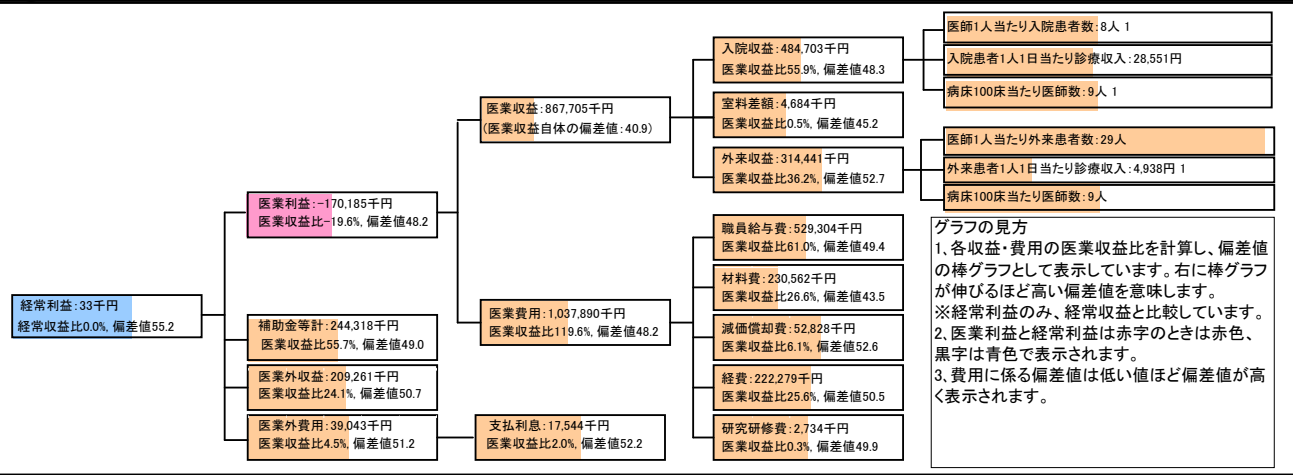 経常利益:33千円
経常収支比0.0%, 偏差値55.2
医業利益:-170,185千円
医業収益比-19.6%, 偏差値48.2
補助金等計:244,318千円
医業収益比55.7%, 偏差値49.0
医業外収益:209,261千円
医業収益比24.1%, 偏差値50.7
医業外費用:39,043千円
医業収益比4.5%, 偏差値51.2
医業収益:867,705千円
(医業収益自体の偏差値:40.9)
医業費用:1,037,890千円
医業収益比119.6%, 偏差値48.2
支払利息:17,544千円
医業収益比2.0%, 偏差値52.2
入院収益:484,703千円
医業収益比55.9%, 偏差値48.3
室料差額:4,684千円
医業収益比0.5%, 偏差値45.2
外来収益:314,441千円
医業収益比36.2%, 偏差値52.7
職員給与費:529,304千円
医業収益比61.0%, 偏差値49.4
材料費:230,562千円
医業収益比26.6%, 偏差値43.5
減価償却費:52,828千円
医業収益比6.1%, 偏差値52.6
経費:222,279千円
医業収益比25.6%, 偏差値50.5
研究研修費:2,734千円
医業収益比0.3%, 偏差値49.9
医師1人当たり入院患者数:8人 1
入院患者1人1日当たり診療収入:28,551円
病床100床当たり医師数:9人 1
医師1人当たり外来患者数:29人
外来患者1人1日当たり診療収入:4,938円 1
病床100床当たり医師数:9人
グラフの見方
1、各収益・費用の医業収益比を計算し、偏差値
の棒グラフとして表示しています。右に棒グラフ
が伸びるほど高い偏差値を意味します。
※経常利益のみ、経常収益と比較しています。
2、医業利益と経常利益は赤字のときは赤色、
黒字は青色で表示されます。
3、費用に係る偏差値は低い値ほど偏差値が高
く表示されます。